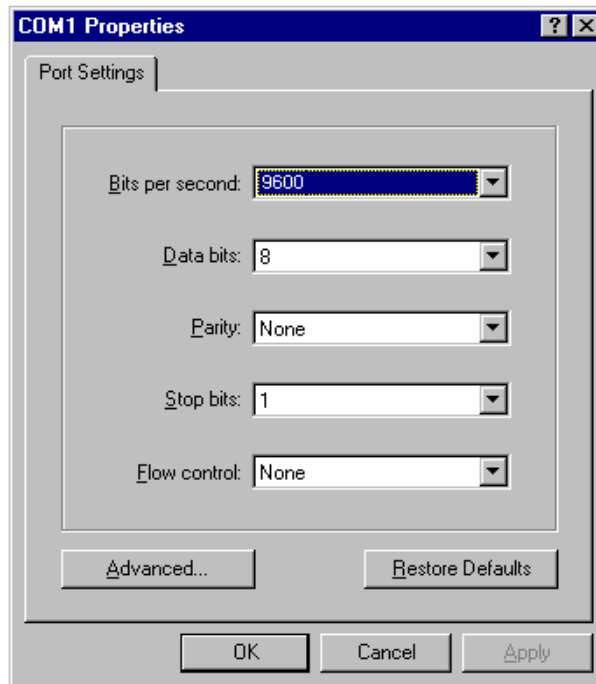 COM1 Properties
Port Settings
Bits per second: 9600
Data bits: 8
Parity: None
Stop bits: 1
Flow control: None
Advanced... Restore Defaults
OK Cancel Apply